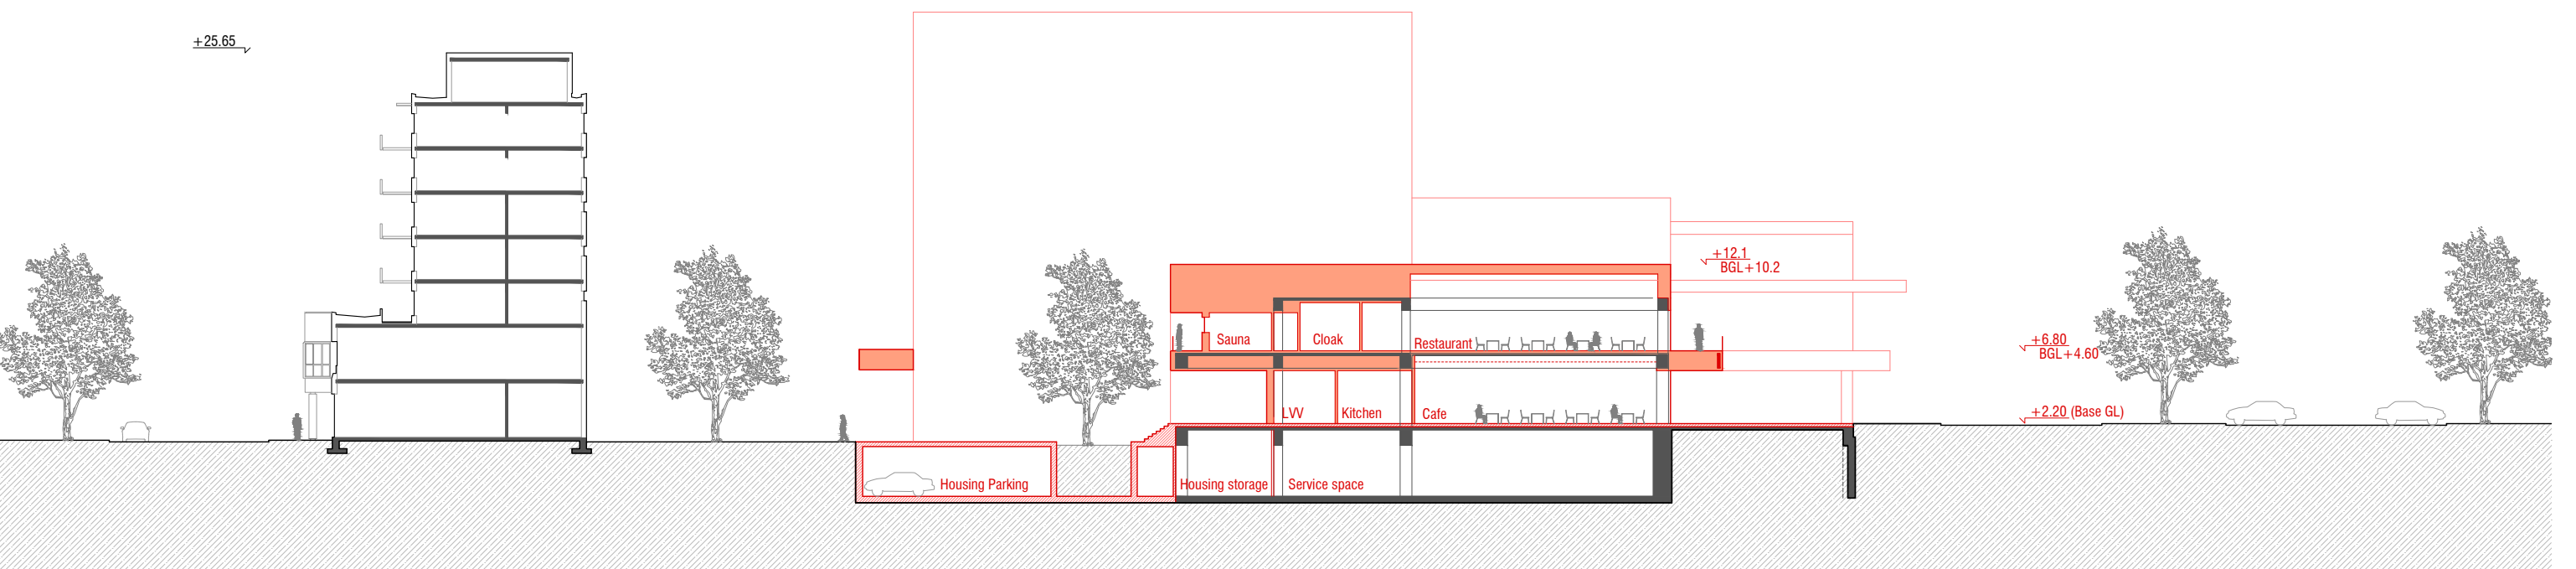 +25.65
+12.1
BGL+10.2
Sauna
Cloak
Restaurant
+6.80
BGL+4.60
LVV
Kitchen
Cafe
+2.20 (Base GL)
Housing Parking
Housing storage
Service space